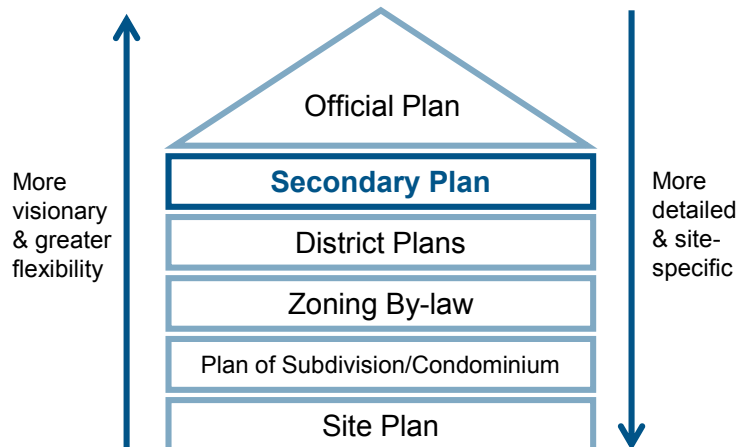 Official Plan
Secondary Plan
District Plans
Zoning By-law
Plan of Subdivision/Condominium
Site Plan
More
visionary
& greater
flexibility
More
detailed
& site-
specific